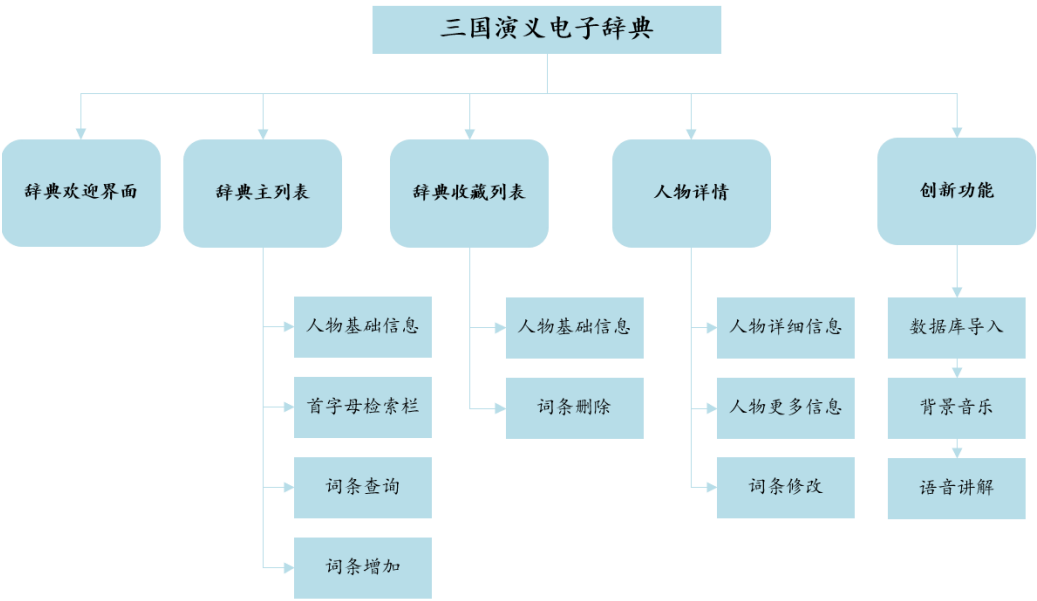 三国演义电子辞典
辞典欢迎界面
辞典主列表
辞典收藏列表
人物详情
创新功能
人物基础信息
人物基础信息
人物详细信息
数据库导入
首字母检索栏
词条删除
人物更多信息
背景音乐
词条查询
词条修改
语音讲解
词条增加